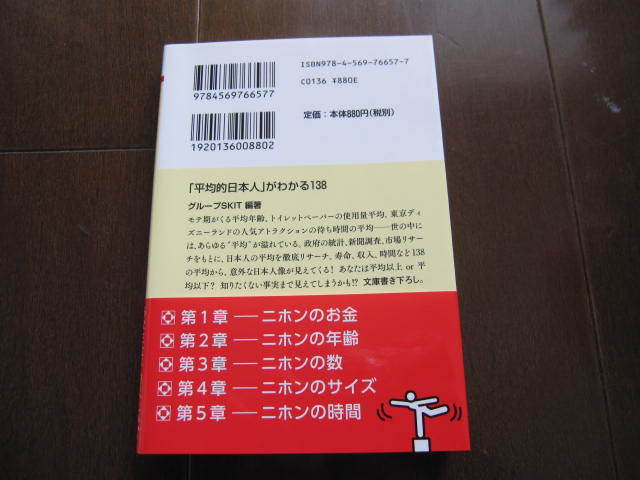 ISBN978-4-569-76657-7
C0136 ¥880E
定価：本体880円(税別)
9784569766577
1920136008802
「平均的日本人」がわかる138
グループSKIT 編著
モテ期がくる平均年齢、トイレットペーパーの使用量平均、東京ディ
ズニーランドの人気アトラクションの待ち時間の平均――世の中に
は、あらゆる“平均”が溢れている。政府の統計、新聞調査、市場リサー
チをもとに、日本人の平均を徹底リサーチ。寿命、収入、時間など138
の平均から、意外な日本人像が見えてくる！ あなたは平均以上 or 平
均以下？ 知りたくない事実まで見えてしまうかも!? 文庫書き下ろし。
第1章 ── ニホンのお金
第2章 ── ニホンの年齢
第3章 ── ニホンの数
第4章 ── ニホンのサイズ
第5章 ── ニホンの時間